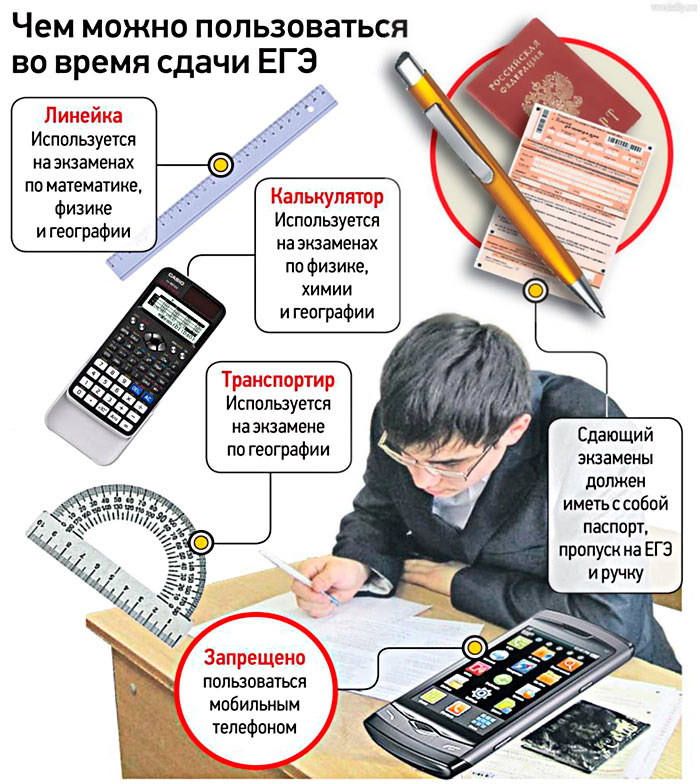 Чем можно пользоваться
во время сдачи ЕГЭ
Линейка
Используется
на экзаменах
по математике,
физике
и географии
Калькулятор
Используется
на экзаменах
по физике,
химии
и географии
Транспортир
Используется
на экзамене
по географии
РОССИЙСКАЯ
ФЕДЕРАЦИЯ
CASIO
Сдающий
экзамены
должен
иметь с собой
паспорт,
пропуск на ЕГЭ
и ручку
Запрещено
пользоваться
мобильным
телефоном